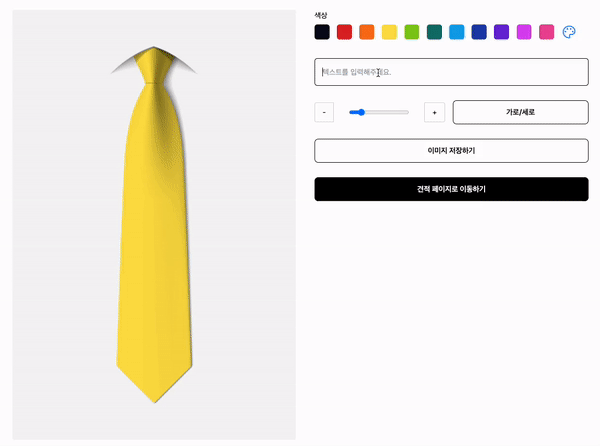 색상
텍스트를 입력해주세요.
-
+
가로/세로
이미지 저장하기
견적 페이지로 이동하기